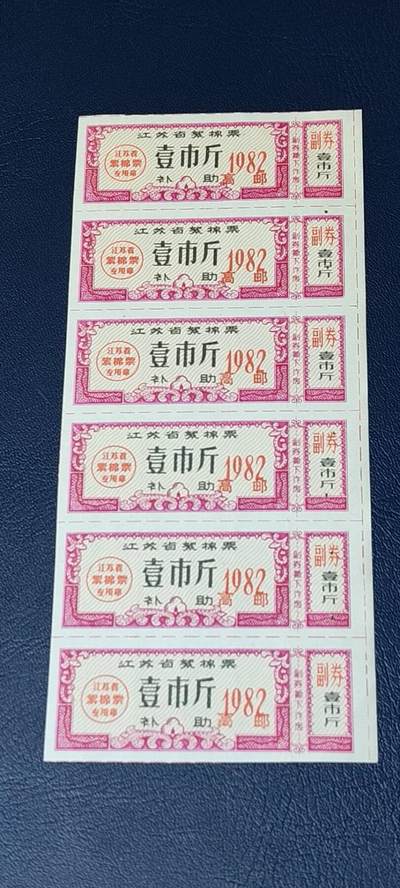 江苏省絮棉票
江苏省
絮棉票
专用章
壹市斤
1982
补助
高邮
副券撕下作废
副券
壹市斤
江苏省絮棉票
江苏省
絮棉票
专用章
壹市斤
1982
补助
高邮
副券撕下作废
副券
壹市斤
江苏省絮棉票
江苏省
絮棉票
专用章
壹市斤
1982
补助
高邮
副券撕下作废
副券
壹市斤
江苏省絮棉票
江苏省
絮棉票
专用章
壹市斤
1982
补助
高邮
副券撕下作废
副券
壹市斤
江苏省絮棉票
江苏省
絮棉票
专用章
壹市斤
1982
补助
高邮
副券撕下作废
副券
壹市斤
江苏省絮棉票
江苏省
絮棉票
专用章
壹市斤
1982
补助
高邮
副券撕下作废
副券
壹市斤